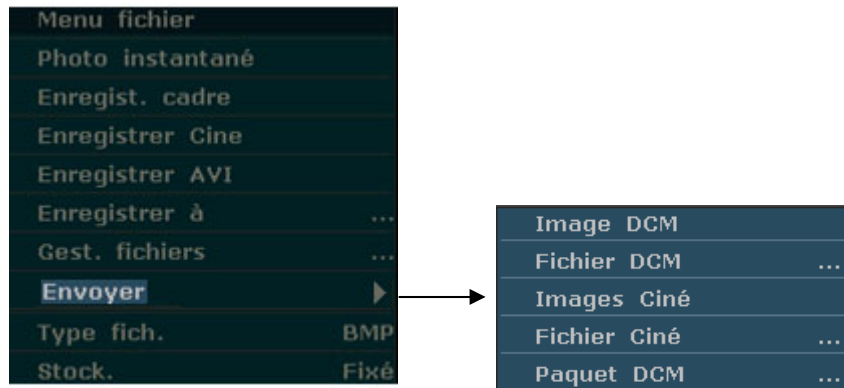 Menu fichier
Photo instantané
Enregist. cadre
Enregistrer Cine
Enregistrer AVI
Enregistrer à ...
Gest. fichiers ...
Envoyer
Type fich. BMP
Stock. Fixé
Image DCM
Fichier DCM ...
Images Ciné
Fichier Ciné ...
Paquet DCM ...